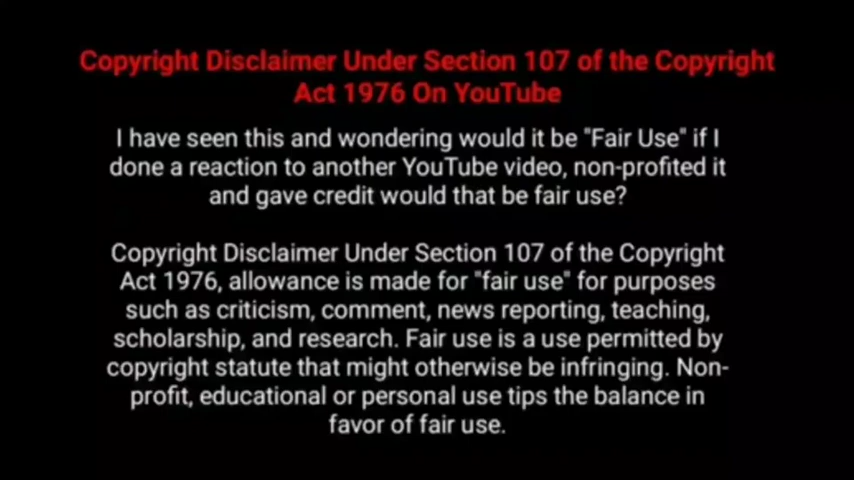 Copyright Disclaimer Under Section 107 of the Copyright
Act 1976 On YouTube
I have seen this and wondering would it be "Fair Use" if I
done a reaction to another YouTube video, non-profited it
and gave credit would that be fair use?
Copyright Disclaimer Under Section 107 of the Copyright
Act 1976, allowance is made for "fair use" for purposes
such as criticism, comment, news reporting, teaching,
scholarship, and research. Fair use is a use permitted by
copyright statute that might otherwise be infringing. Non-
profit, educational or personal use tips the balance in
favor of fair use.